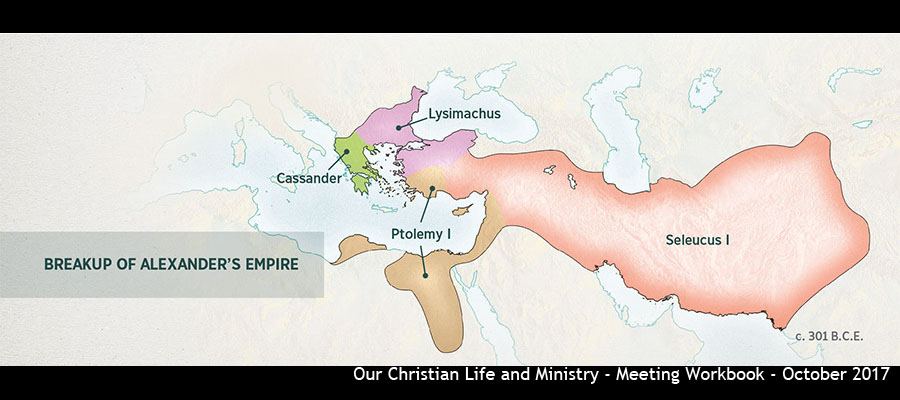 Lysimachus
Cassander
Ptolemy I
Seleucus I
BREAKUP OF ALEXANDER'S EMPIRE
c. 301 B.C.E.
Our Christian Life and Ministry - Meeting Workbook - October 2017